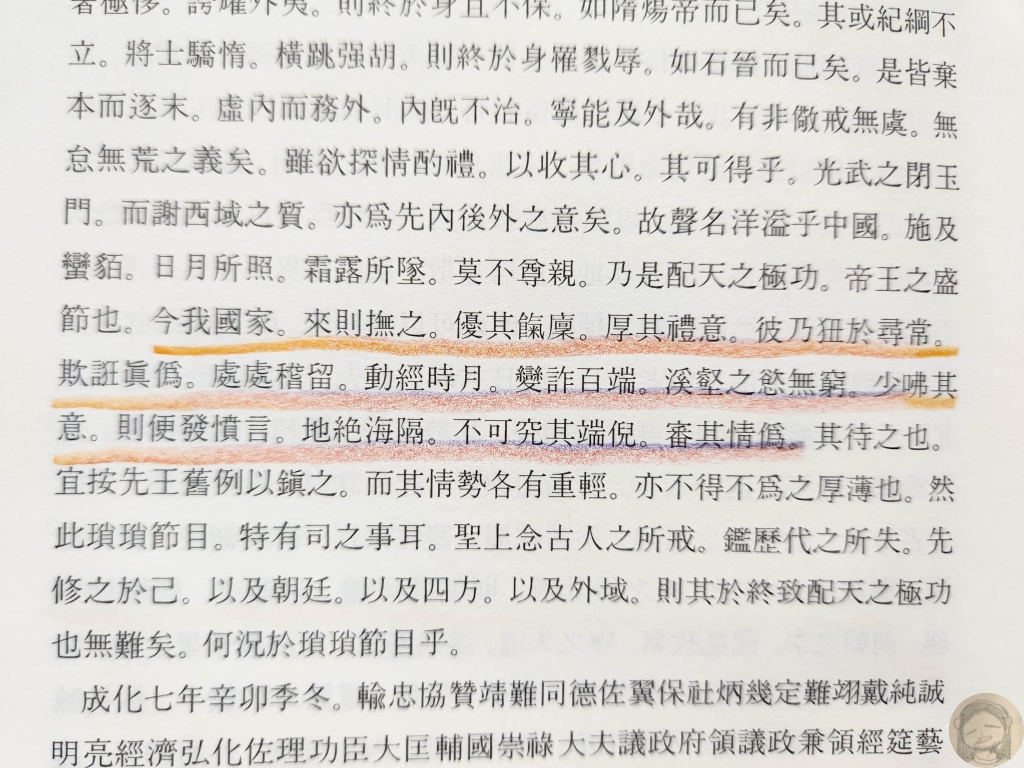 著極侈。誇耀外夷。則終於身且不保。如隋煬帝而已矣。其或紀綱不
立。將士驕惰。橫跳强胡。則終於身罹戮辱。如石晉而已矣。是皆棄
本而逐末。虛內而務外。內旣不治。寧能及外哉。有非儆戒無虞。無
怠無荒之義矣。雖欲探情酌禮。以收其心。其可得乎。光武之閉玉
門。而謝西域之質。亦爲先內後外之意矣。故聲名洋溢乎中國。施及
蠻貊。日月所照。霜露所墜。莫不尊親。乃是配天之極功。帝王之盛
節也。今我國家。來則撫之。優其餼廩。厚其禮意。彼乃狃於尋常。
欺誑眞僞。處處稽留。動經時月。變詐百端。溪壑之慾無窮。少咈其
意。則便發憤言。地絶海隔。不可究其端倪。審其情僞。其待之也。
宜按先王舊例以鎭之。而其情勢各有重輕。亦不得不爲之厚薄也。然
此瑣瑣節目。特有司之事耳。聖上念古人之所戒。鑑歷代之所失。先
修之於己。以及朝廷。以及四方。以及外域。則其於終致配天之極功
也無難矣。何況於瑣瑣節目乎。
成化七年辛卯季冬。輸忠協贊靖難同德佐翼保社炳幾定難翊戴純誠
明亮經濟弘化佐理功臣大匡輔國崇祿大夫議政府領議政兼領經筵藝